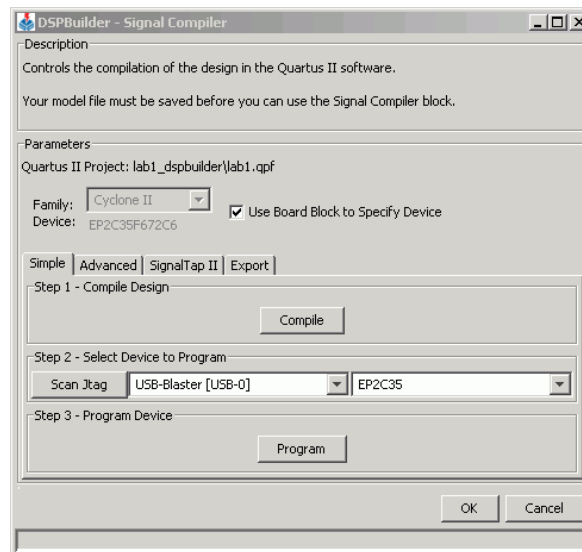 DSPBuilder - Signal Compiler
Description
Controls the compilation of the design in the Quartus II software.
Your model file must be saved before you can use the Signal Compiler block.
Parameters
Quartus II Project: lab1_dspbuilder\lab1.qpf
Family: Cyclone II
Use Board Block to Specify Device
Device: EP2C35F672C6
Simple Advanced SignalTap II Export
Step 1 - Compile Design
Compile
Step 2 - Select Device to Program
Scan Jtag USB-Blaster [USB-0] EP2C35
Step 3 - Program Device
Program
OK Cancel